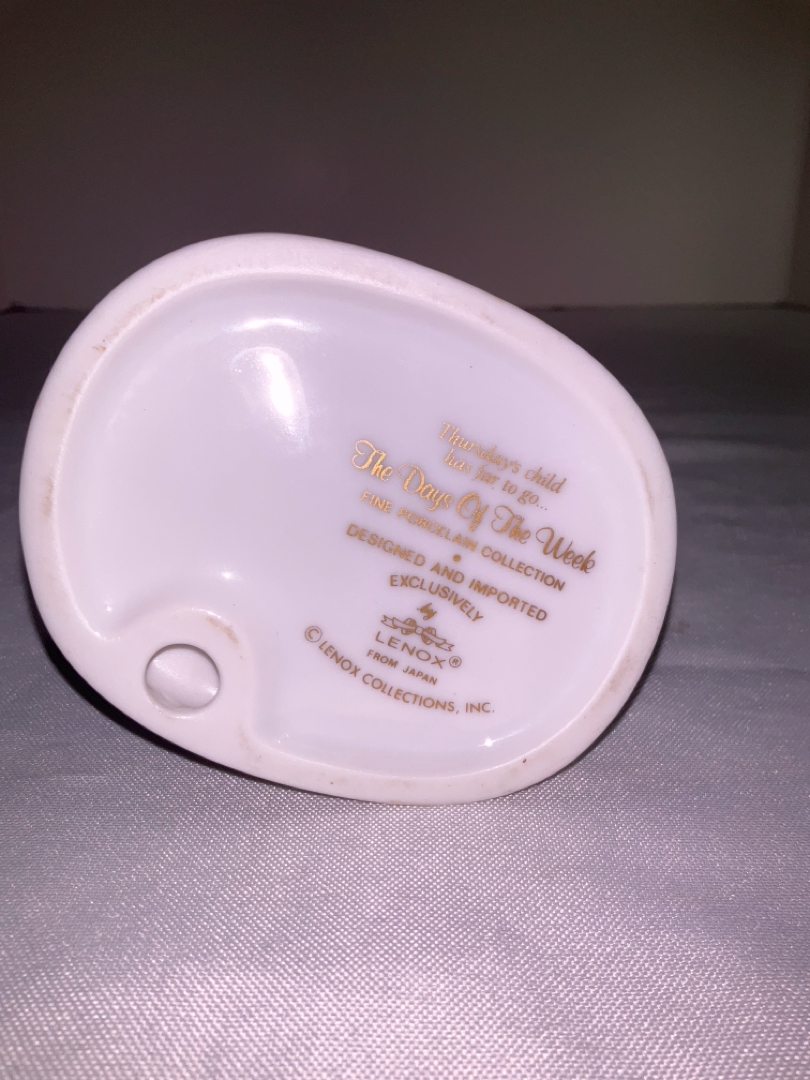 Thursday's child
has far to go...
The Days Of The Week
FINE PORCELAIN COLLECTION
DESIGNED AND IMPORTED
EXCLUSIVELY
by
LENOX®
FROM JAPAN
© LENOX COLLECTIONS, INC.